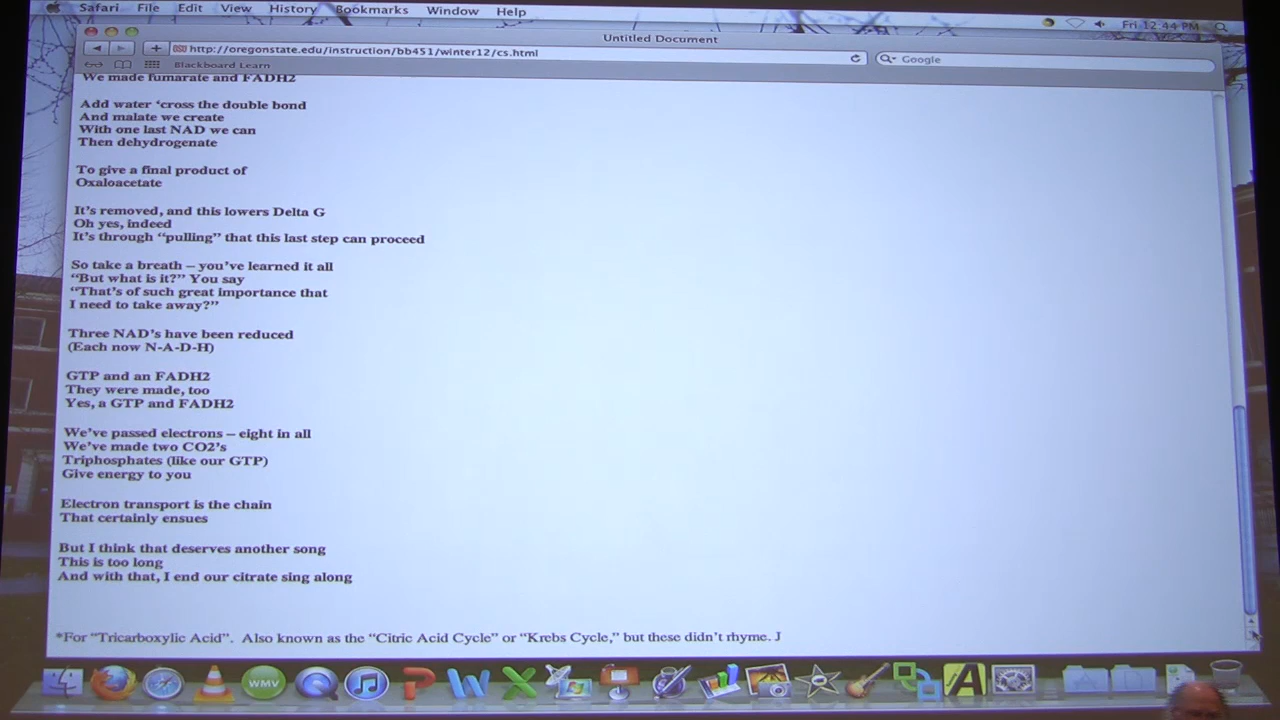 Safari File Edit View History Bookmarks Window Help Fri 12:44 PM
Untitled Document
http://oregonstate.edu/instruction/bb451/winter12/cs.html
Google
Blackboard Learn
We made fumarate and FADH2
Add water ‘cross the double bond
And malate we create
With one last NAD we can
Then dehydrogenate
To give a final product of
Oxaloacetate
It’s removed, and this lowers Delta G
Oh yes, indeed
It’s through “pulling” that this last step can proceed
So take a breath – you’ve learned it all
“But what is it?” You say
“That’s of such great importance that
I need to take away?”
Three NAD’s have been reduced
(Each now N-A-D-H)
GTP and an FADH2
They were made, too
Yes, a GTP and FADH2
We’ve passed electrons – eight in all
We’ve made two CO2’s
Triphosphates (like our GTP)
Give energy to you
Electron transport is the chain
That certainly ensues
But I think that deserves another song
This is too long
And with that, I end our citrate sing along
*For “Tricarboxylic Acid”. Also known as the “Citric Acid Cycle” or “Krebs Cycle,” but these didn’t rhyme. J
WMV